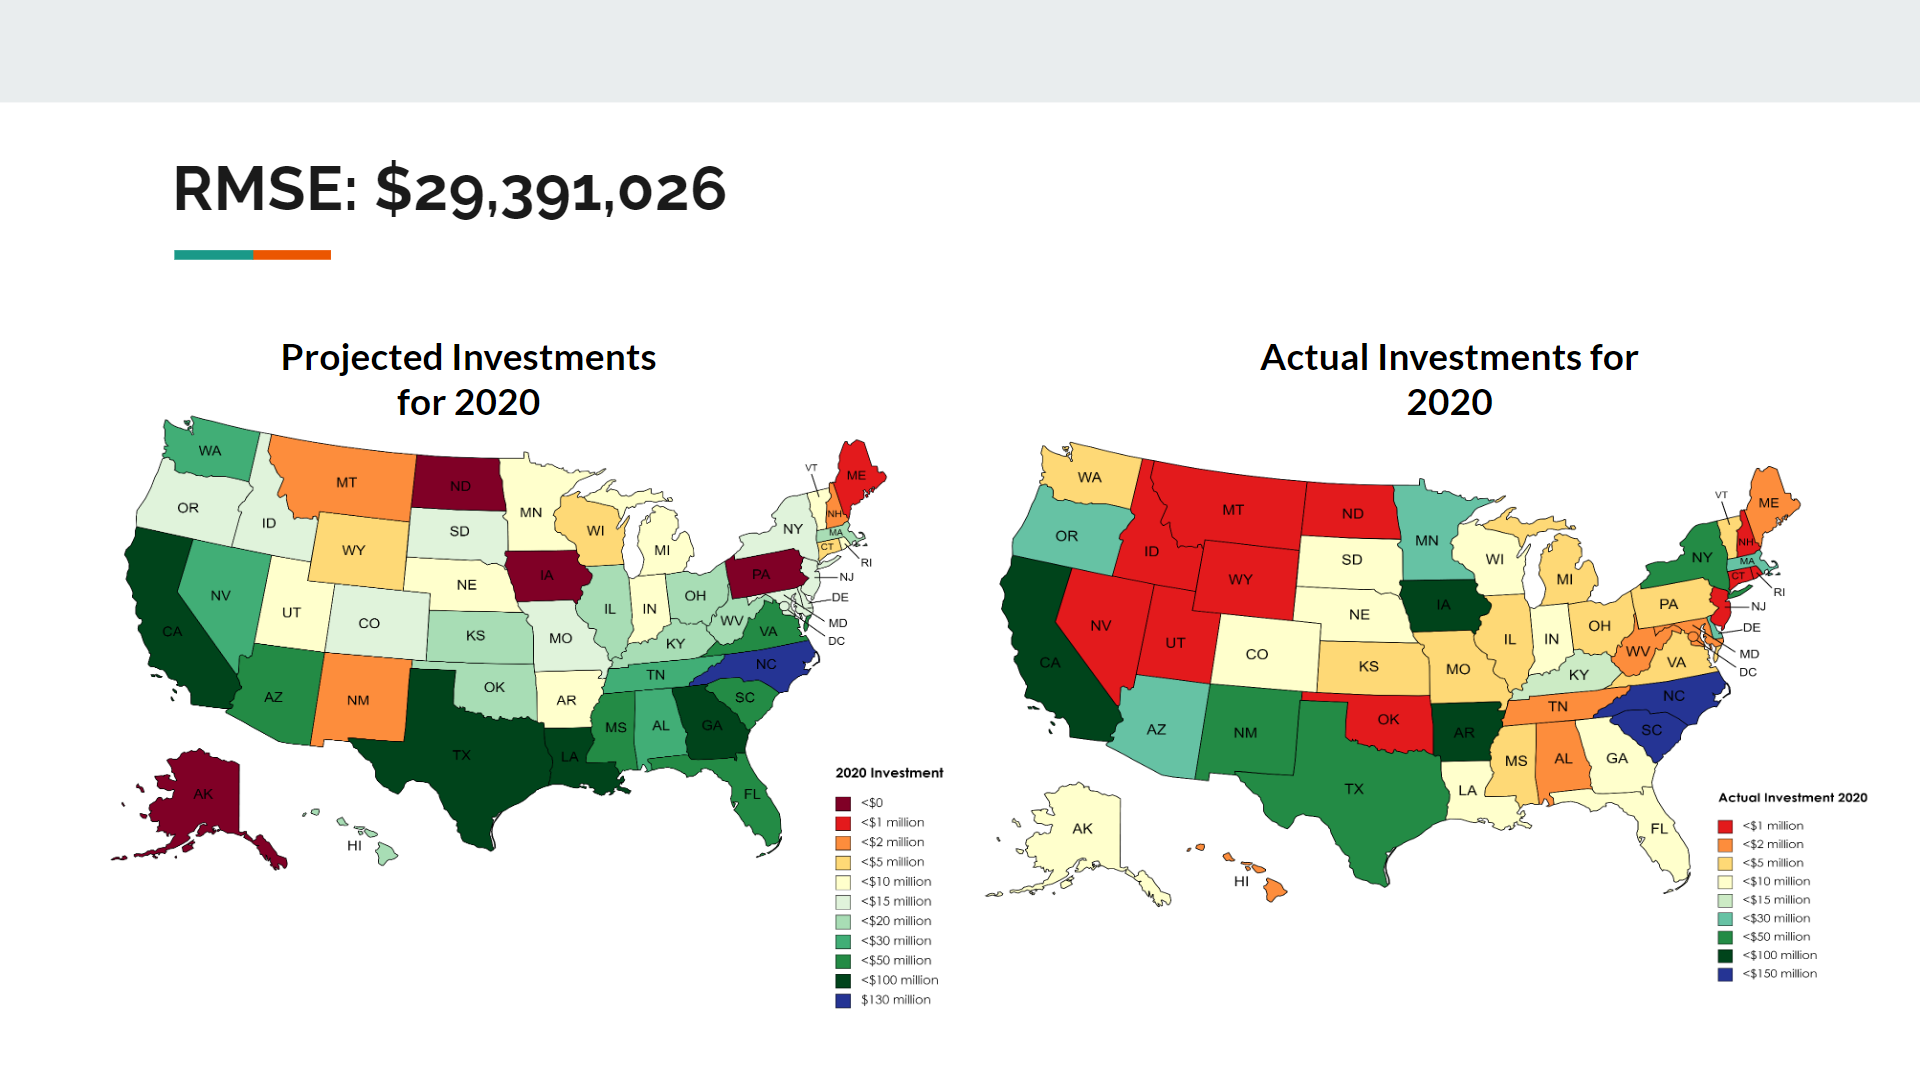 RMSE: $29,391,026
Projected Investments
for 2020
WA
OR
ID
MT
ND
MN
SD
WY
WI
MI
NE
IA
NV
UT
CO
CA
KS
MO
IL
IN
OH
PA
NY
VT
NH
ME
MA
CT
RI
NJ
DE
MD
DC
WV
VA
KY
NC
TN
SC
AZ
NM
OK
AR
TX
LA
MS
AL
GA
FL
AK
HI
2020 Investment
<$0
<$1 million
<$2 million
<$5 million
<$10 million
<$15 million
<$20 million
<$30 million
<$50 million
<$100 million
$130 million
Actual Investments for
2020
WA
OR
ID
MT
ND
MN
SD
WY
WI
MI
NE
IA
NV
UT
CO
CA
KS
MO
IL
IN
OH
PA
NY
VT
NH
ME
MA
CT
RI
NJ
DE
MD
DC
WV
VA
KY
NC
TN
SC
AZ
NM
OK
AR
TX
LA
MS
AL
GA
FL
AK
HI
Actual Investment 2020
<$1 million
<$2 million
<$5 million
<$10 million
<$15 million
<$30 million
<$50 million
<$100 million
<$150 million